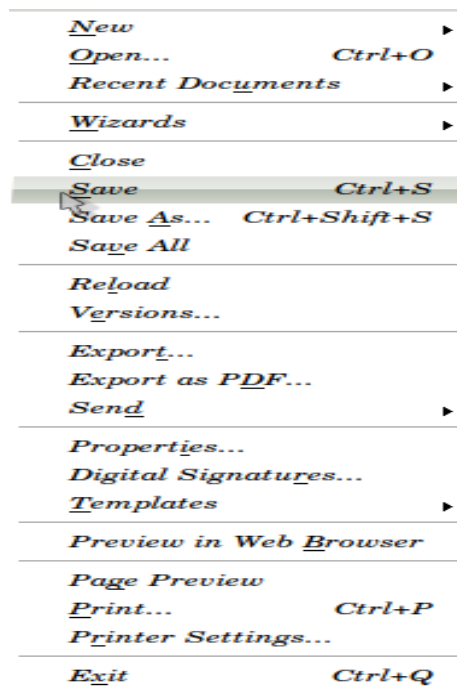 New
Open... Ctrl+O
Recent Documents
Wizards
Close
Save Ctrl+S
Save As... Ctrl+Shift+S
Save All
Reload
Versions...
Export...
Export as PDF...
Send
Properties...
Digital Signatures...
Templates
Preview in Web Browser
Page Preview
Print... Ctrl+P
Printer Settings...
Exit Ctrl+Q